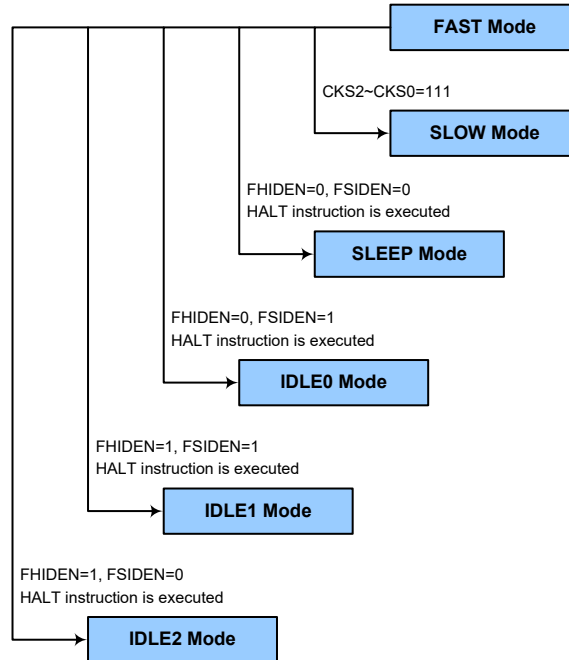 FAST Mode
CKS2~CKS0=111
SLOW Mode
FHIDEN=0, FSIDEN=0
HALT instruction is executed
SLEEP Mode
FHIDEN=0, FSIDEN=1
HALT instruction is executed
IDLE0 Mode
FHIDEN=1, FSIDEN=1
HALT instruction is executed
IDLE1 Mode
FHIDEN=1, FSIDEN=0
HALT instruction is executed
IDLE2 Mode